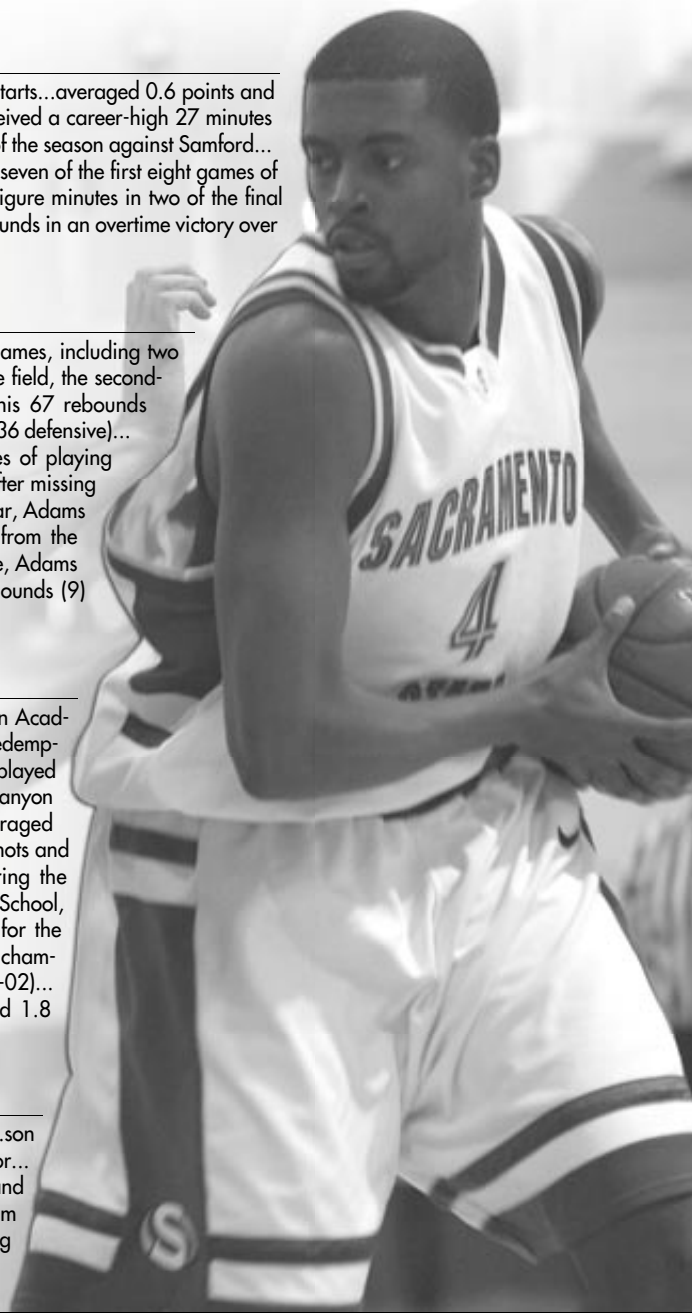 tarts...averaged 0.6 points and
eived a career-high 27 minutes
f the season against Samford...
seven of the first eight games of
igure minutes in two of the final
unds in an overtime victory over
ames, including two
e field, the second-
his 67 rebounds
36 defensive)...
es of playing
fter missing
ar, Adams
from the
e, Adams
ounds (9)
n Acad-
edemp-
played
anyon
raged
nots and
ring the
School,
for the
cham-
-02)...
d 1.8
.son
or...
and
m
g
SACRAMENTO
4
S